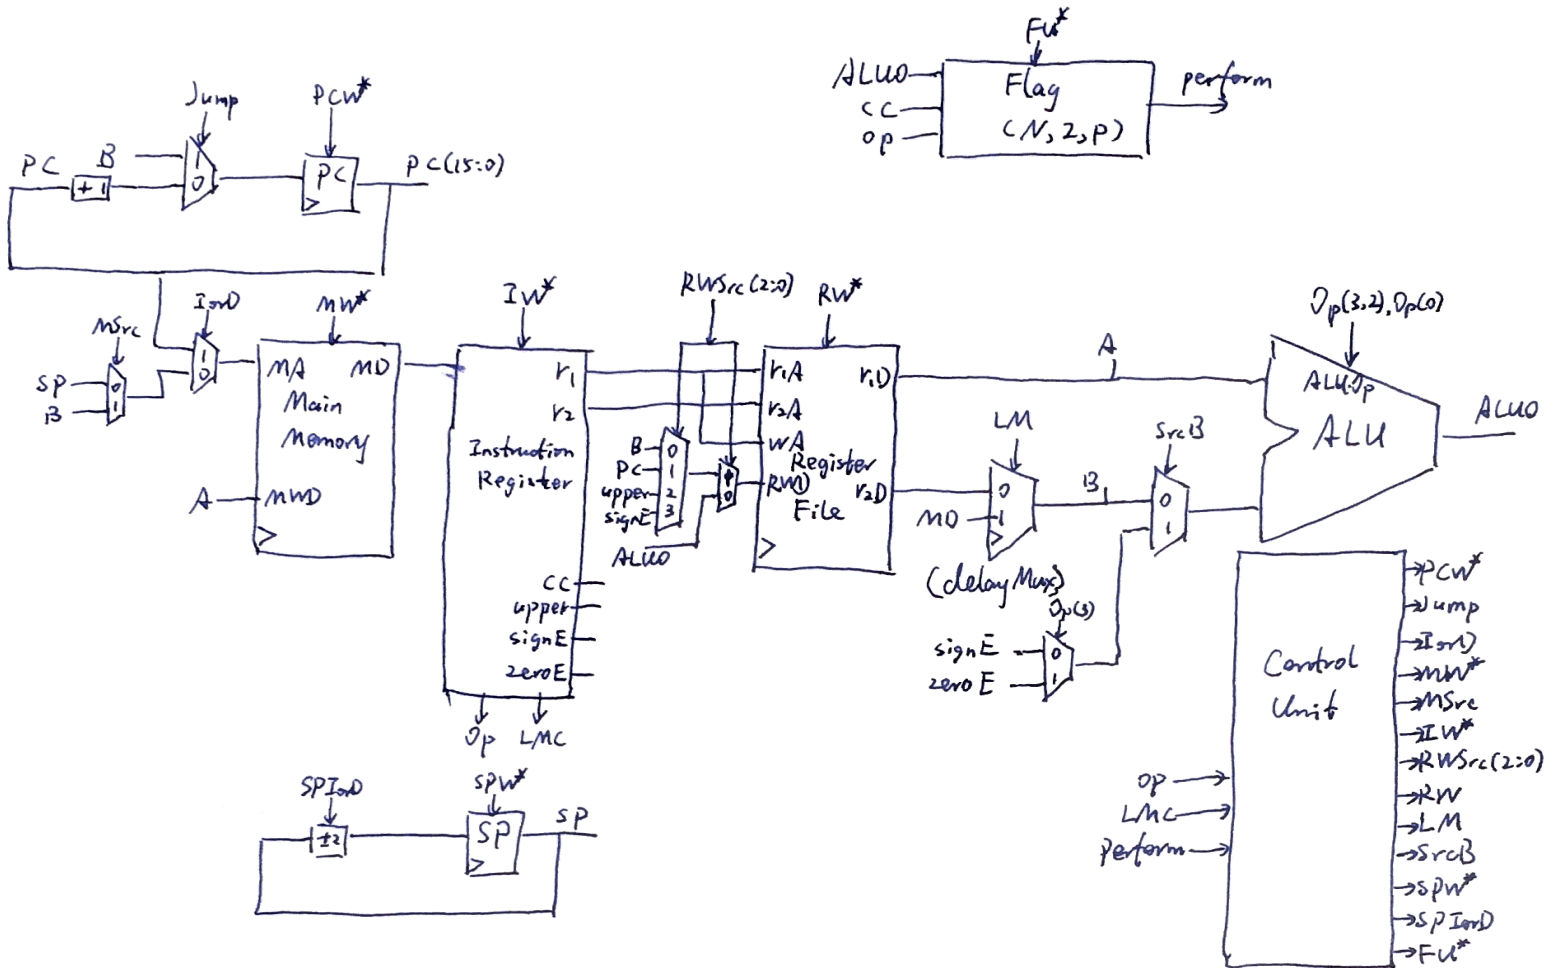 FU*
ALUO
CC
Op
Flag
(N, Z, P)
perform
Jump
PCW*
PC
B
+1
1
0
PC
PC(15:0)
MSrc
IorD
MW*
SP
B
0
1
1
0
MA
MD
Main
Memory
A
MWD
IW*
r1
r2
Instruction
Register
CC
upper
signE
zeroE
Op
LMC
RWSrc(2:0)
RW*
B
PC
upper
signE
0
1
2
3
ALUO
1
0
r1A
r1D
r2A
wA
Register
RWD
r2D
File
A
LM
MD
0
1
(delay Mux)
B
SrcB
0
1
Op(3)
signE
zeroE
0
1
Op(3,2),Op(0)
ALUOp
ALU
ALUO
SPIorD
SPW*
±2
SP
SP
Control
Unit
Op
LMC
Perform
PCW*
Jump
IorD
MW*
MSrc
IW*
RWSrc(2:0)
RW
LM
SrcB
SPW*
SPIorD
FU*